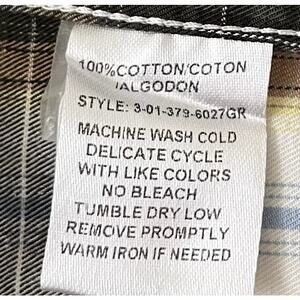 100%COTTON/COTON
/ALGODON
STYLE: 3-01-379-6027GR
MACHINE WASH COLD
DELICATE CYCLE
WITH LIKE COLORS
NO BLEACH
TUMBLE DRY LOW
REMOVE PROMPTLY
WARM IRON IF NEEDED